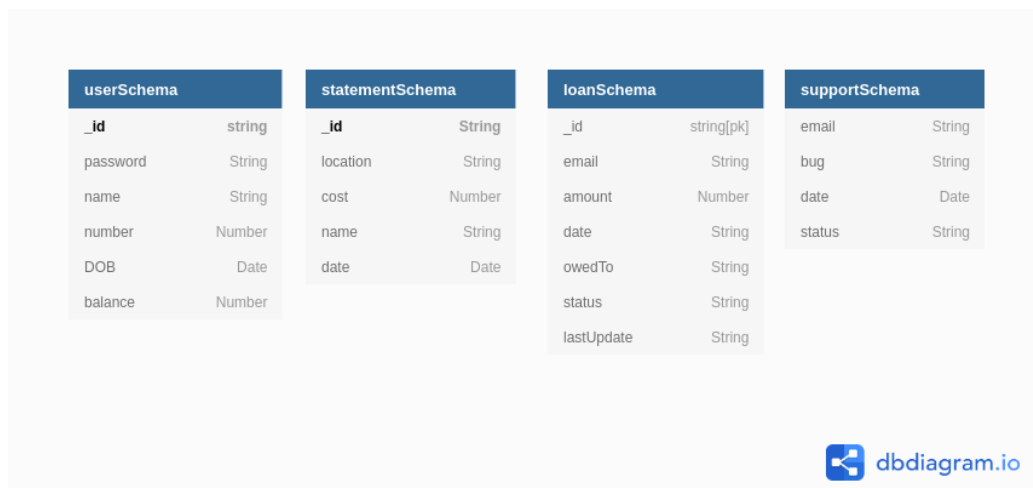 userSchema
_id string
password String
name String
number Number
DOB Date
balance Number
statementSchema
_id String
location String
cost Number
name String
date Date
loanSchema
_id string[pk]
email String
amount Number
date String
owedTo String
status String
lastUpdate String
supportSchema
email String
bug String
date Date
status String
dbdiagram.io